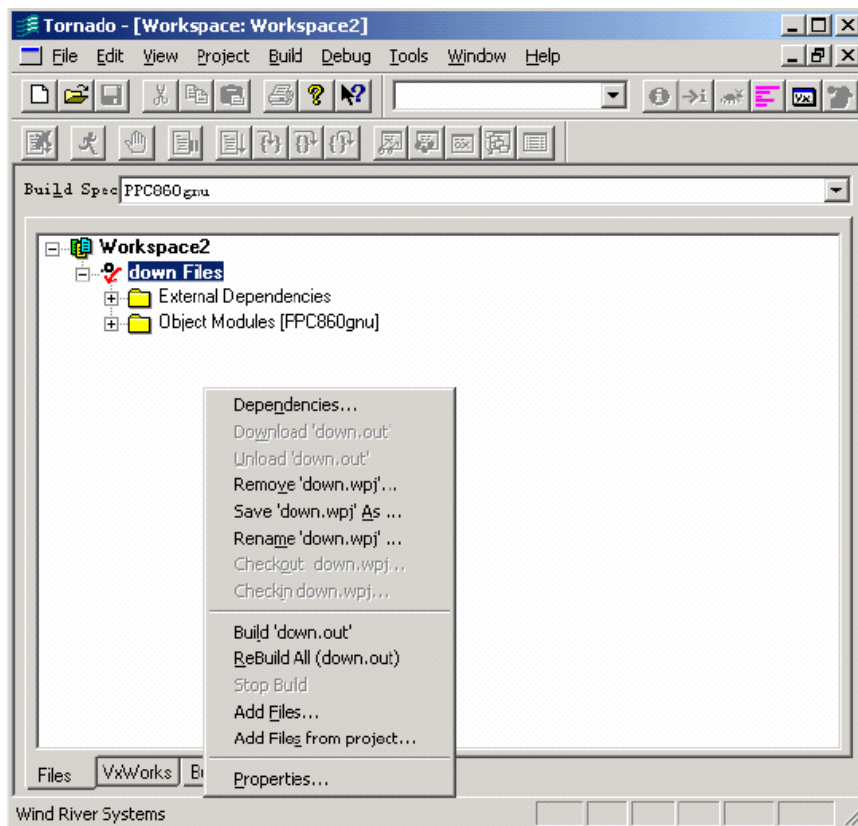 Tornado - [Workspace: Workspace2]
File Edit View Project Build Debug Tools Window Help
Build Spec PPC860gnu
Workspace2
down Files
External Dependencies
Object Modules [PPC860gnu]
Dependencies...
Download 'down.out'
Unload 'down.out'
Remove 'down.wpj'...
Save 'down.wpj' As ...
Rename 'down.wpj' ...
Checkout down.wpj...
Checkin down.wpj...
Build 'down.out'
ReBuild All (down.out)
Stop Build
Add Files...
Add Files from project...
Properties...
Files VxWorks
Wind River Systems